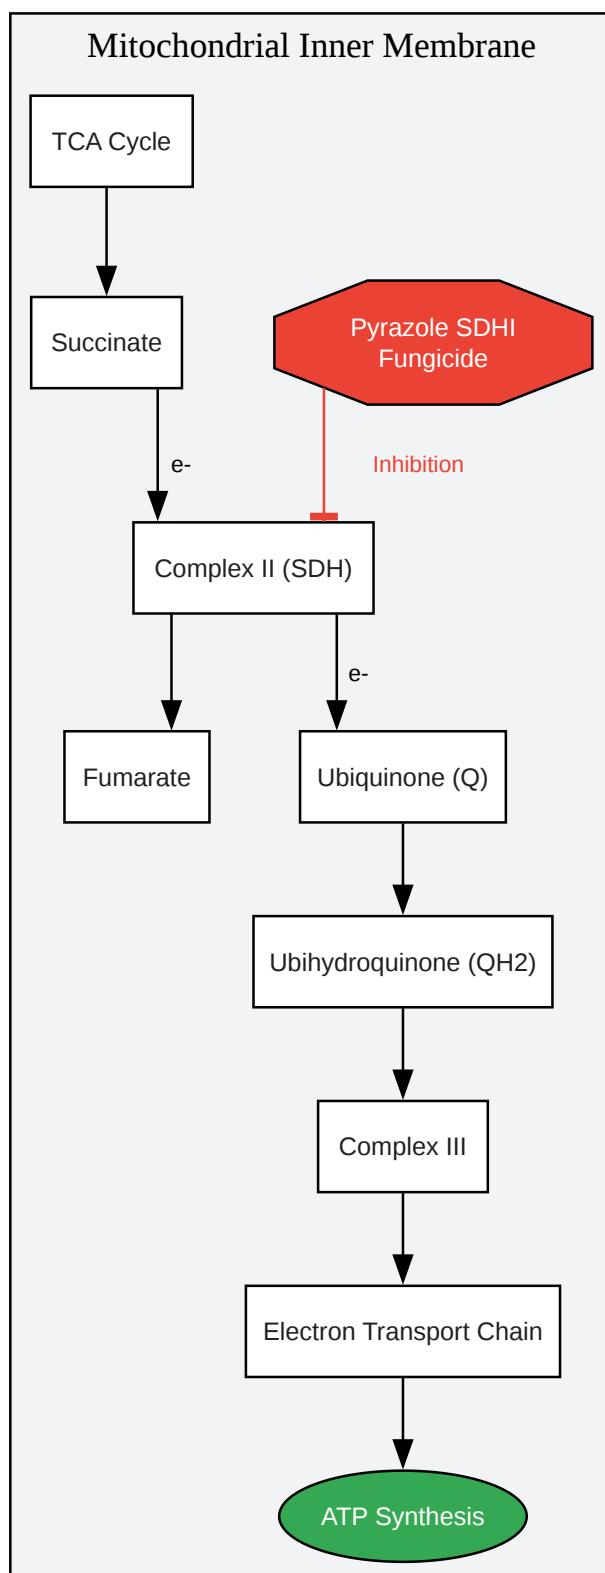 Mitochondrial Inner Membrane
TCA Cycle
Succinate
Pyrazole SDHI
Fungicide
e-
Inhibition
Complex II (SDH)
e-
Fumarate
Ubiquinone (Q)
Ubihydroquinone (QH2)
Complex III
Electron Transport Chain
ATP Synthesis